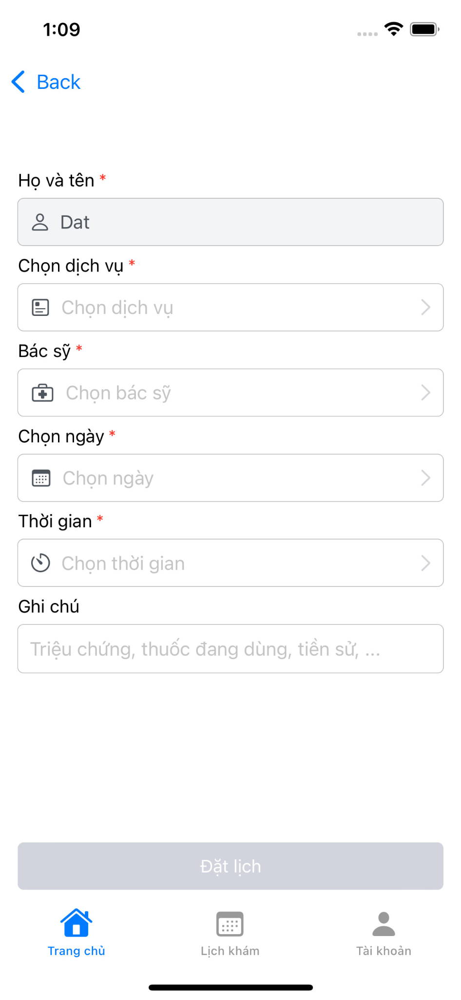 1:09
Back
Họ và tên *
Dat
Chọn dịch vụ *
Chọn dịch vụ
Bác sỹ *
Chọn bác sỹ
Chọn ngày *
Chọn ngày
Thời gian *
Chọn thời gian
Ghi chú
Triệu chứng, thuốc đang dùng, tiền sử, ...
Đặt lịch
Trang chủ
Lịch khám
Tài khoản